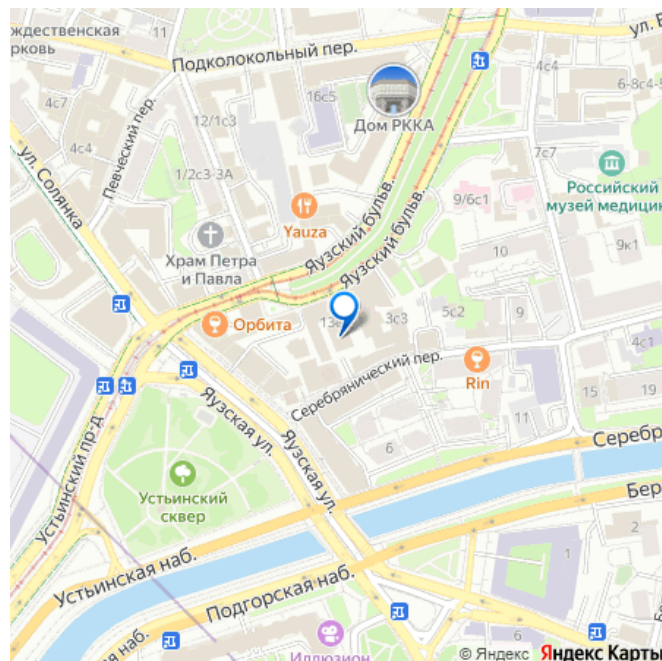 ждественская
рковь
11
Подколокольный пер.
ул. В
4с4
6-8с4-5
4с7
Певческий пер.
12/1с3
16с5
Дом РККА
4с4
ул. Солянка
1/2с3-3А
7с7
Российский
музей медицин
Yauza
Яузский бульв.
Яузский бульв.
9/6с1
Храм Петра
и Павла
10
9к1
Орбита
3с3
5с2
9
4с1
Серебрянический пер.
Rin
15
19
11
Яузская ул.
Яузская ул.
6
Серебр
Устьинский пр-д
Устьинский
сквер
Бер
1
2
Устьинская наб.
Подгорская наб.
наб.
Иллюзион
6
© Яндекс Яндекс Карты